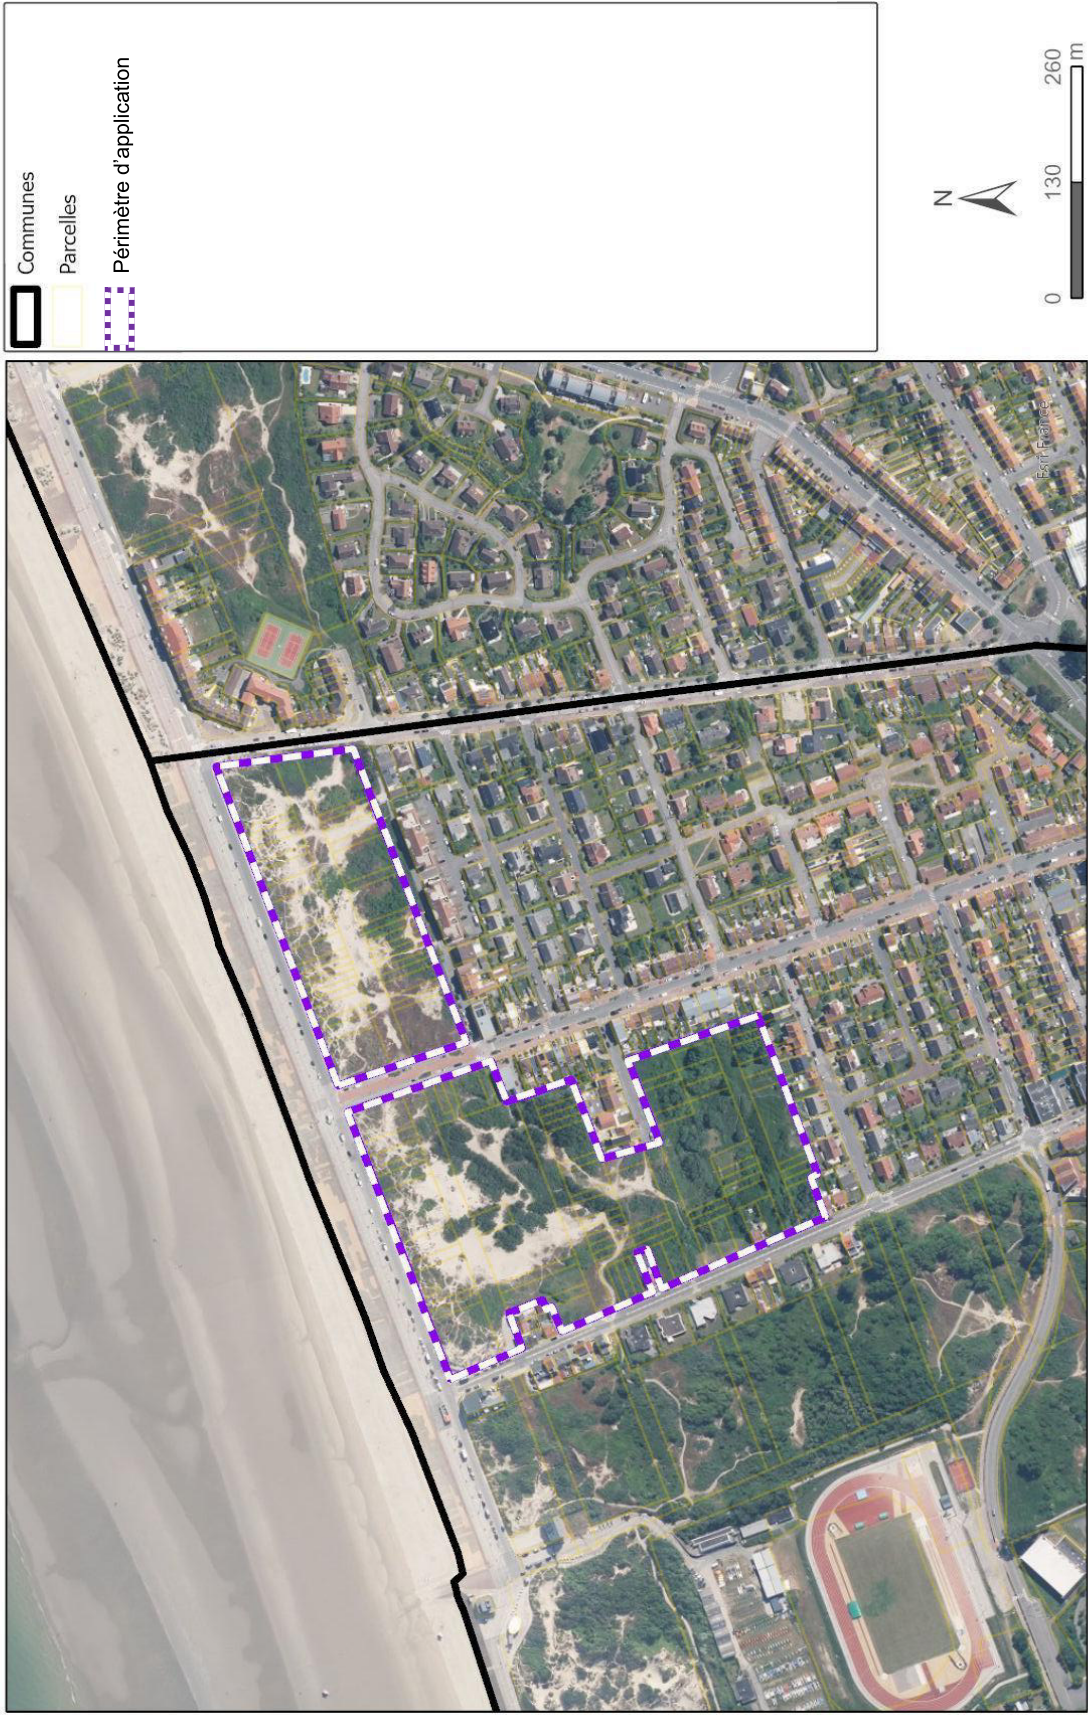 Communes
Parcelles
Périmètre d'application
N
0 130 260
m
Esri France